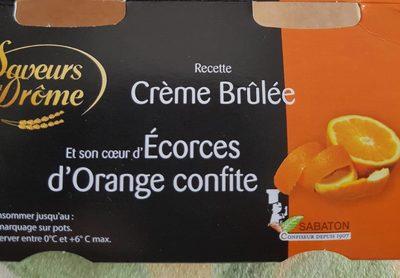 Saveurs
Drôme
Recette
Crème Brûlée
Et son cœur d'Écorces
d'Orange confite
nsommer jusqu'au :
marquage sur pots.
erver entre 0°C et +6° C max.
SABATON
CONFISEUR DEPUIS 1907